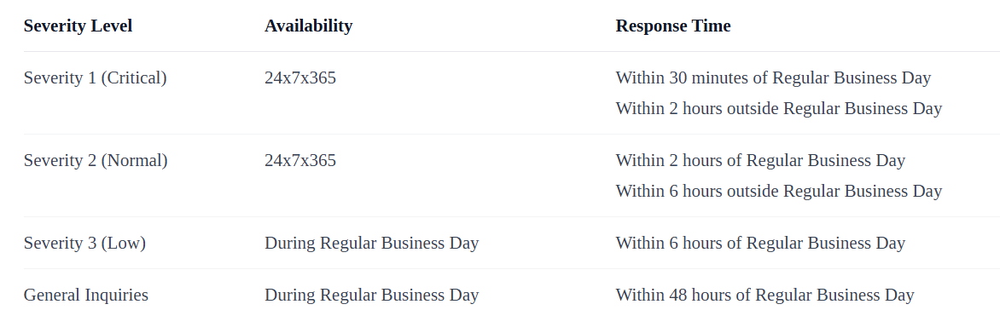 Severity Level Availability Response Time
Severity 1 (Critical) 24x7x365 Within 30 minutes of Regular Business Day
Within 2 hours outside Regular Business Day
Severity 2 (Normal) 24x7x365 Within 2 hours of Regular Business Day
Within 6 hours outside Regular Business Day
Severity 3 (Low) During Regular Business Day Within 6 hours of Regular Business Day
General Inquiries During Regular Business Day Within 48 hours of Regular Business Day